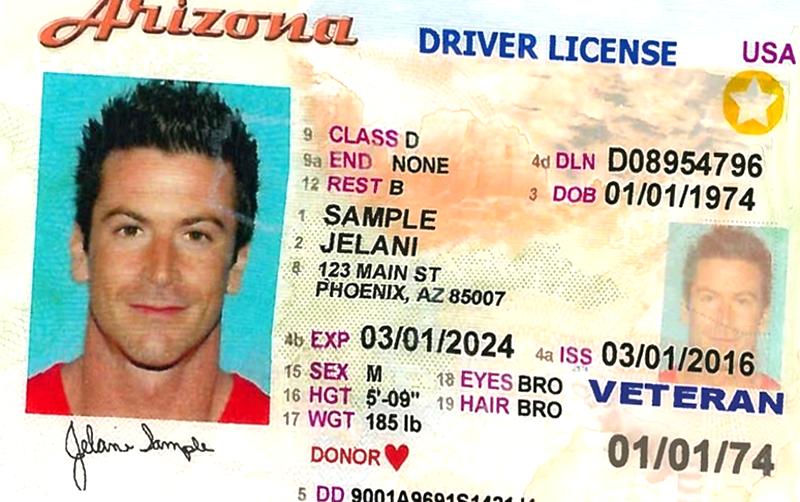 Arizona DRIVER LICENSE USA
9 CLASS D
9a END NONE 4d DLN D08954796
12 REST B 3 DOB 01/01/1974
1 SAMPLE
2 JELANI
8 123 MAIN ST
PHOENIX, AZ 85007
4b EXP 03/01/2024 4a ISS 03/01/2016
15 SEX M 18 EYES BRO VETERAN
16 HGT 5'-09" 19 HAIR BRO
17 WGT 185 lb
Jelani Sample
DONOR 01/01/74
5 DD